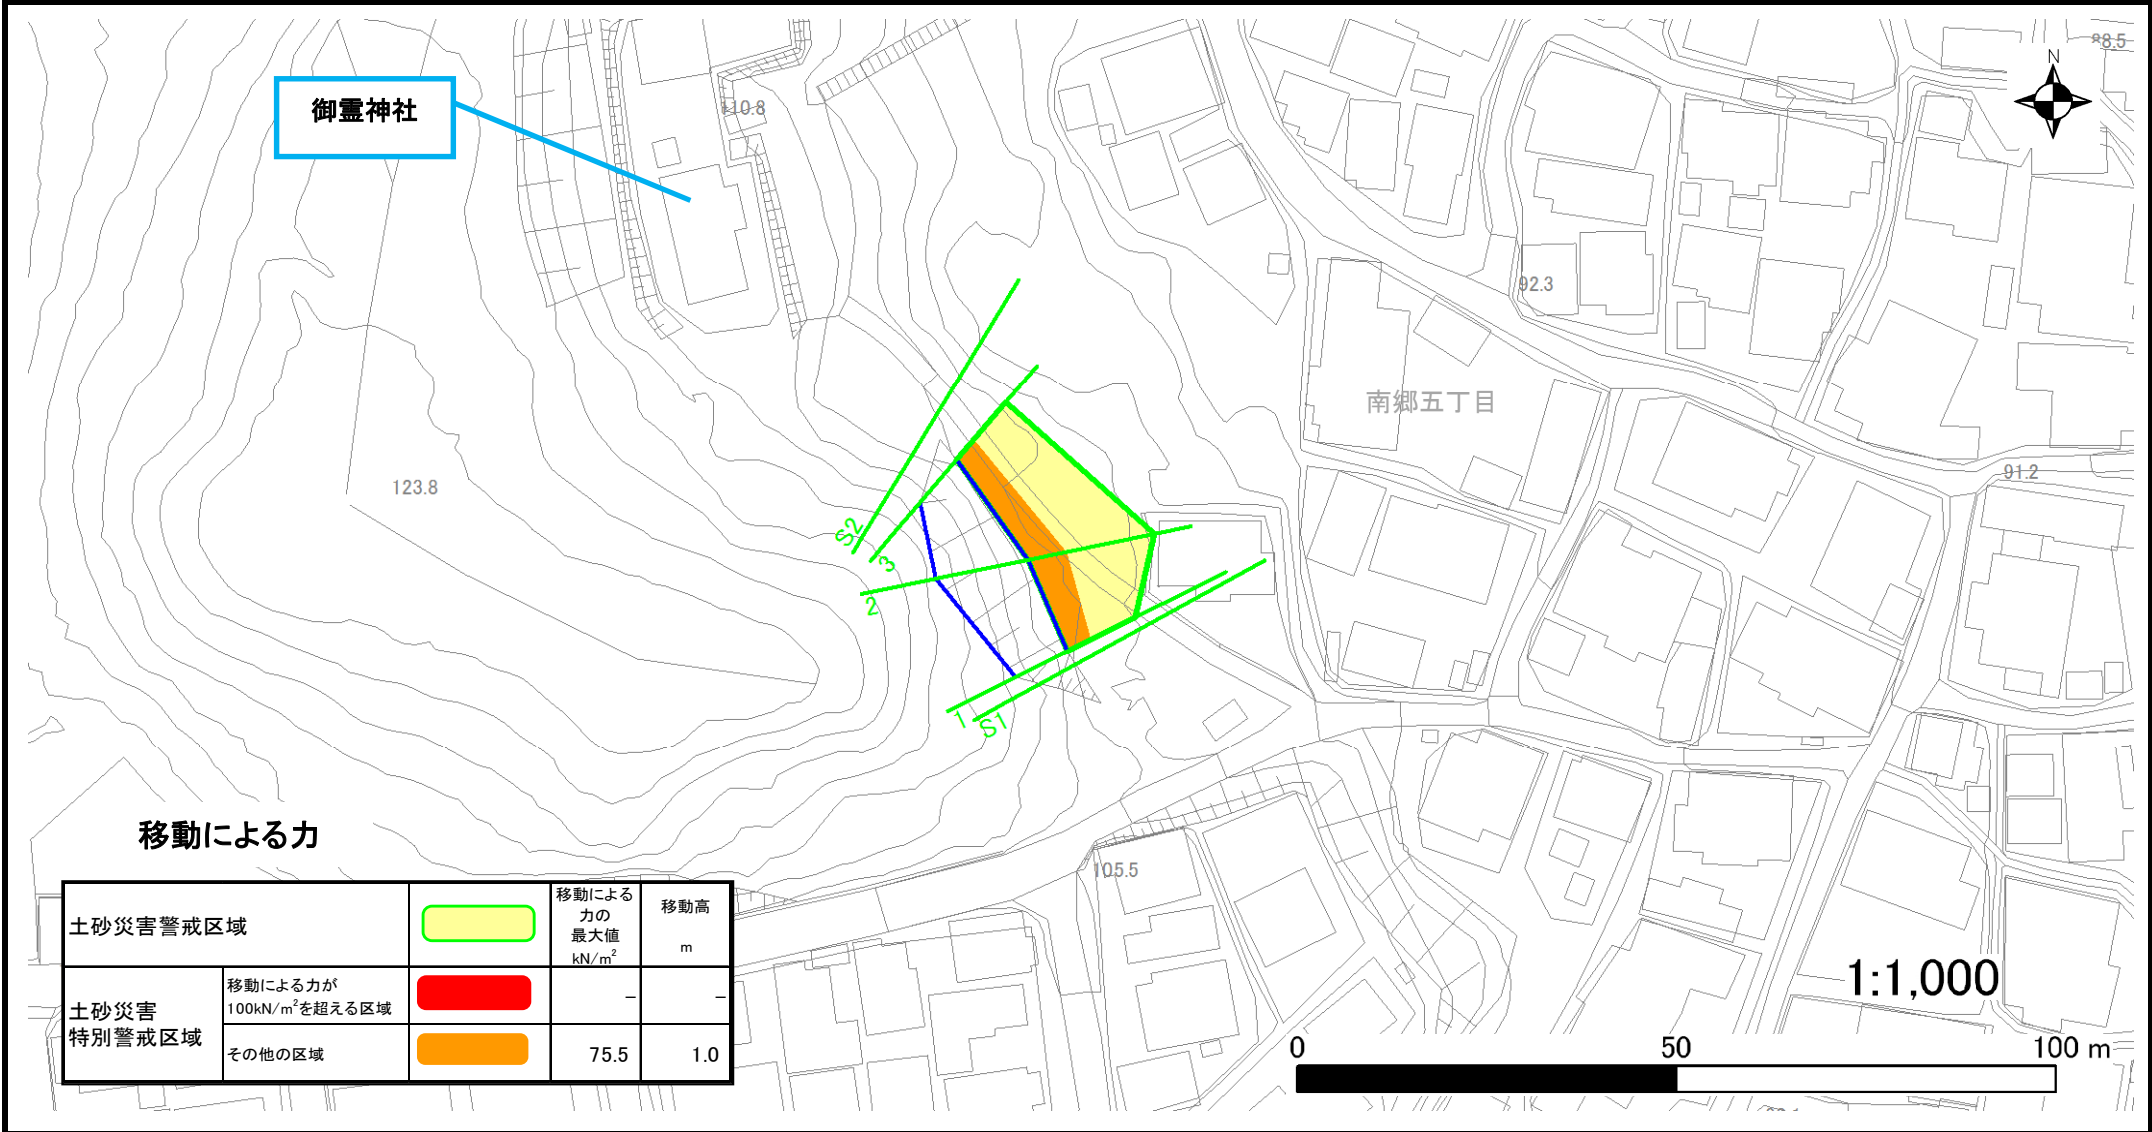 御霊神社
110.8
88.5
N
92.3
南郷五丁目
91.2
123.8
S2
3
2
1
S1
105.5
移動による力
土砂災害警戒区域
移動による
力の
最大値
kN/m²
移動高
m
土砂災害
特別警戒区域
移動による力が
100kN/m²を超える区域
－
－
その他の区域
75.5
1.0
1:1,000
0
50
100 m